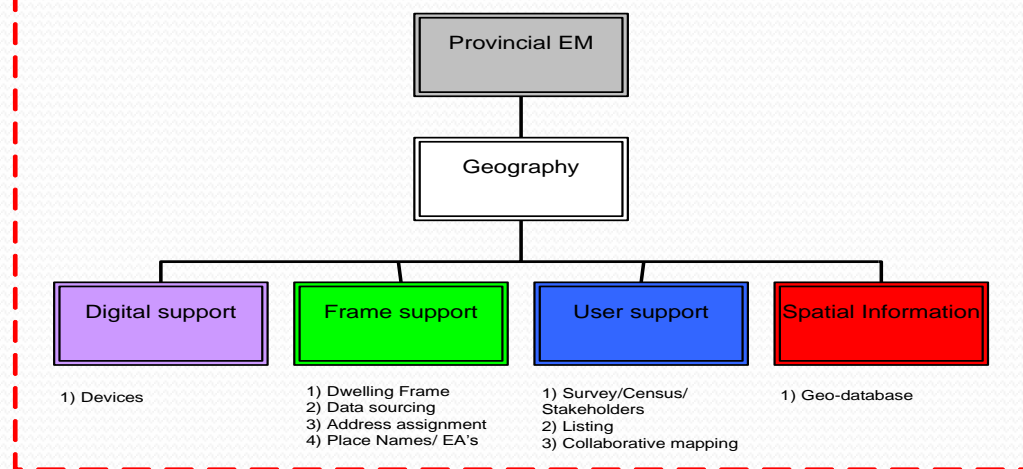 Provincial EM
Geography
Digital support
Frame support
User support
Spatial Information
1) Devices
1) Dwelling Frame
2) Data sourcing
3) Address assignment
4) Place Names/ EA's
1) Survey/Census/
Stakeholders
2) Listing
3) Collaborative mapping
1) Geo-database